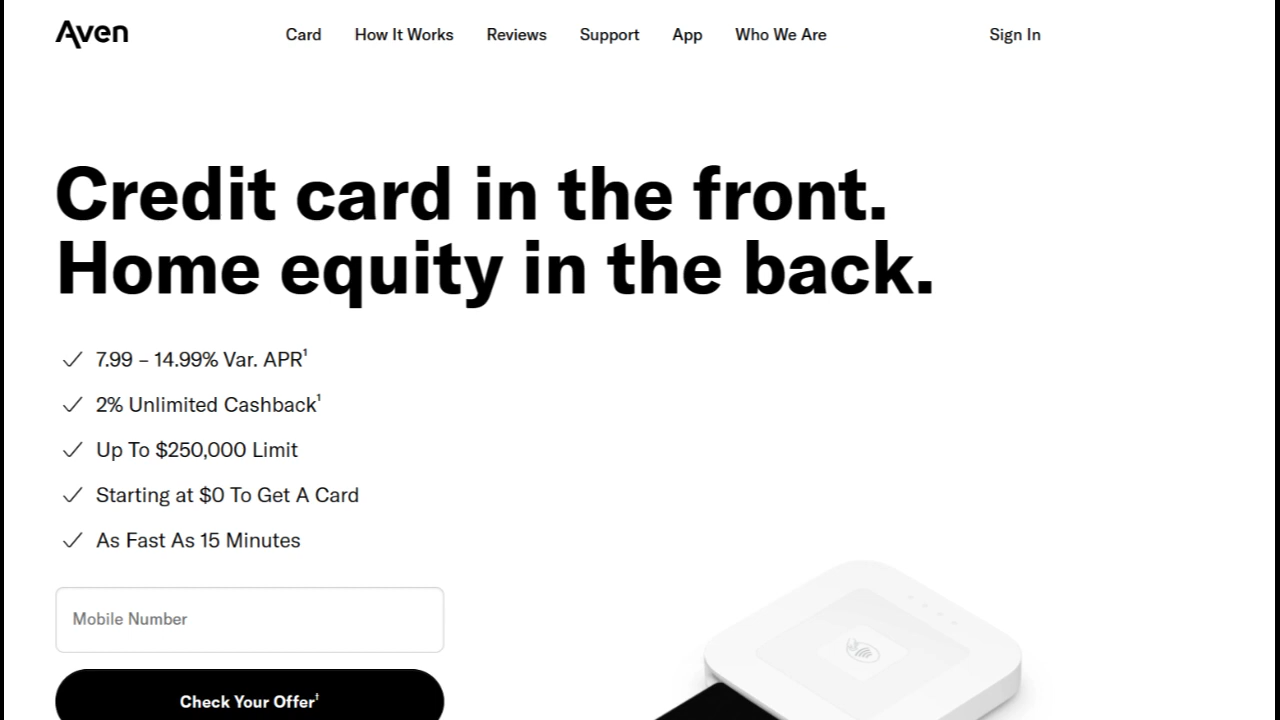 Aven
Card
How It Works
Reviews
Support
App
Who We Are
Sign In
Credit card in the front.
Home equity in the back.
7.99 – 14.99% Var. APR¹
2% Unlimited Cashback¹
Up To $250,000 Limit
Starting at $0 To Get A Card
As Fast As 15 Minutes
Mobile Number
Check Your Offer†